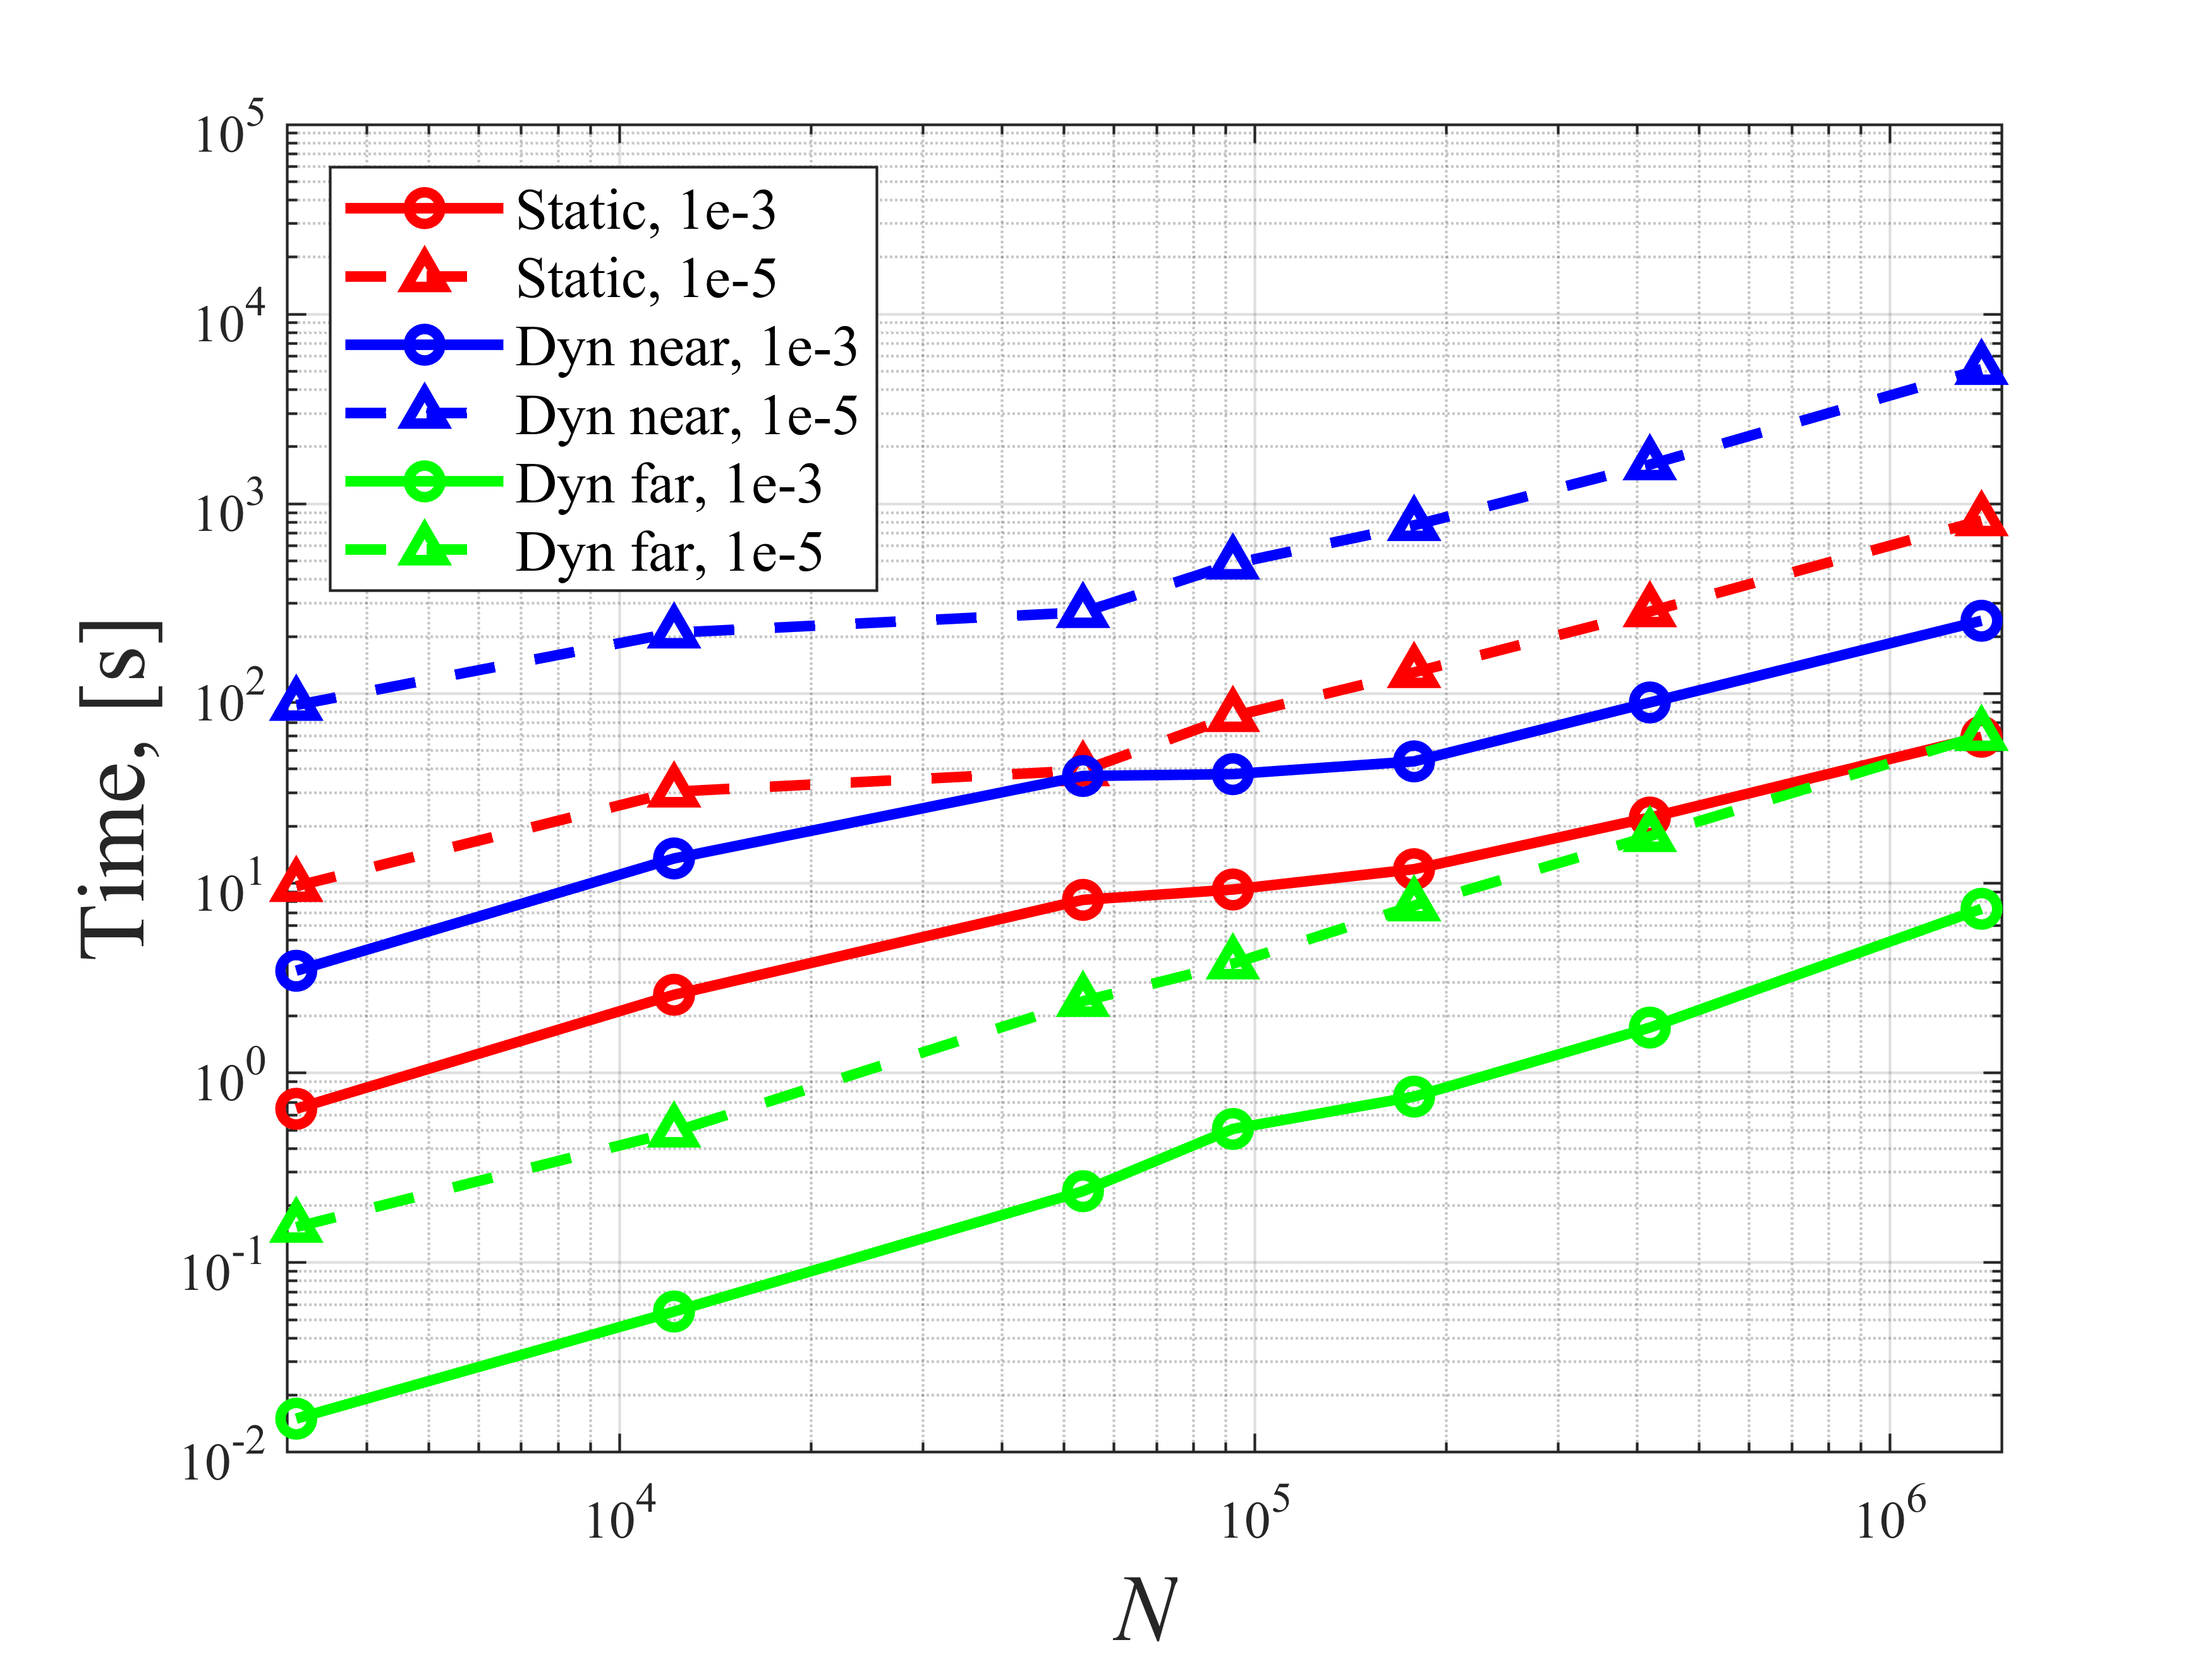 10^5
10^4
10^3
10^2
10^1
10^0
10^-1
10^-2
Time, [s]
Static, 1e-3
Static, 1e-5
Dyn near, 1e-3
Dyn near, 1e-5
Dyn far, 1e-3
Dyn far, 1e-5
10^4 10^5 10^6
N